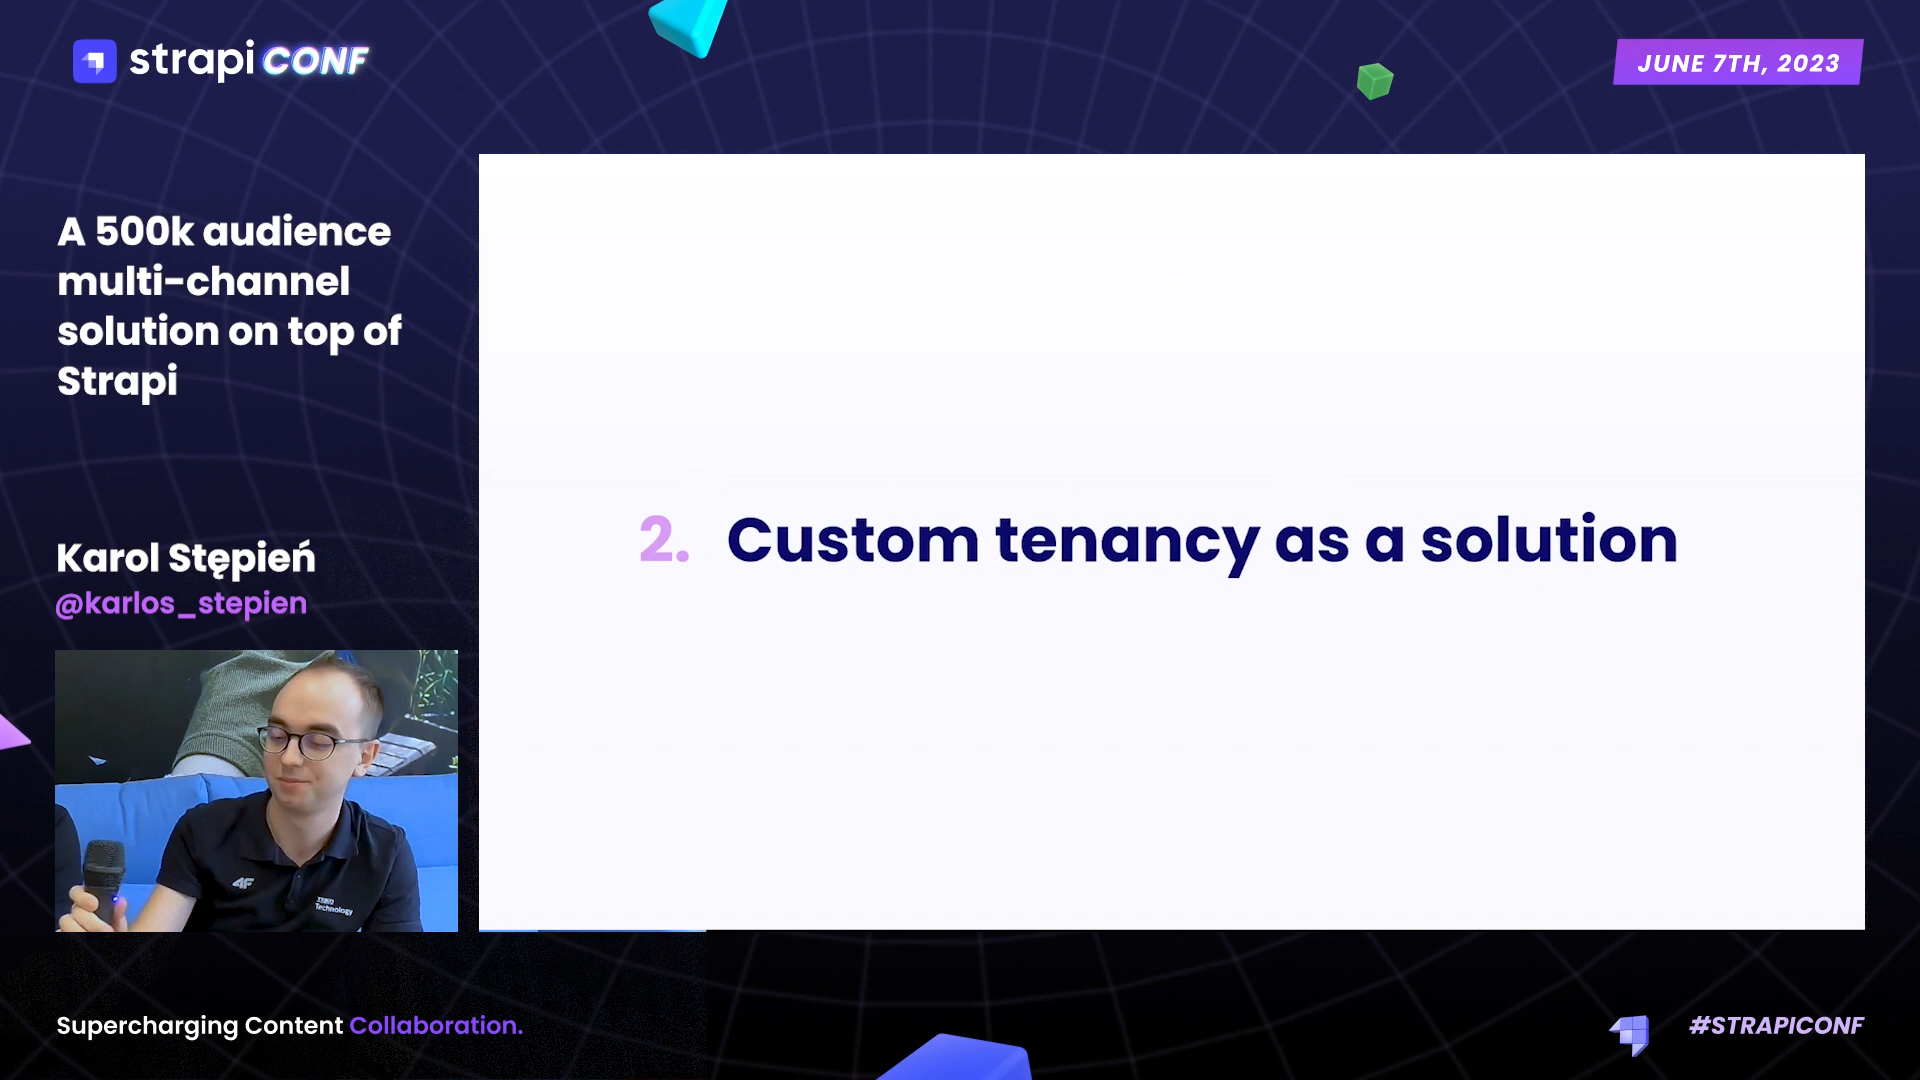 strapi CONF
JUNE 7TH, 2023
A 500k audience
multi-channel
solution on top of
Strapi
2. Custom tenancy as a solution
Karol Stępień
@karlos_stepien
4F
Technology
Supercharging Content Collaboration.
#STRAPICONF